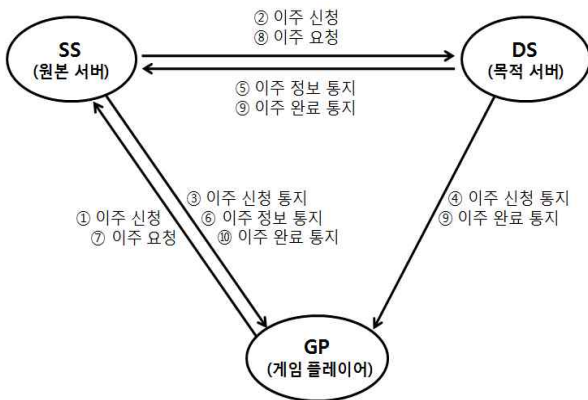 ② 이주 신청
⑧ 이주 요청
SS
(원본 서버)
DS
(목적 서버)
⑤ 이주 정보 통지
⑨ 이주 완료 통지
③ 이주 신청 통지
① 이주 신청
⑥ 이주 정보 통지
⑦ 이주 요청
⑩ 이주 완료 통지
④ 이주 신청 통지
⑨ 이주 완료 통지
GP
(게임 플레이어)